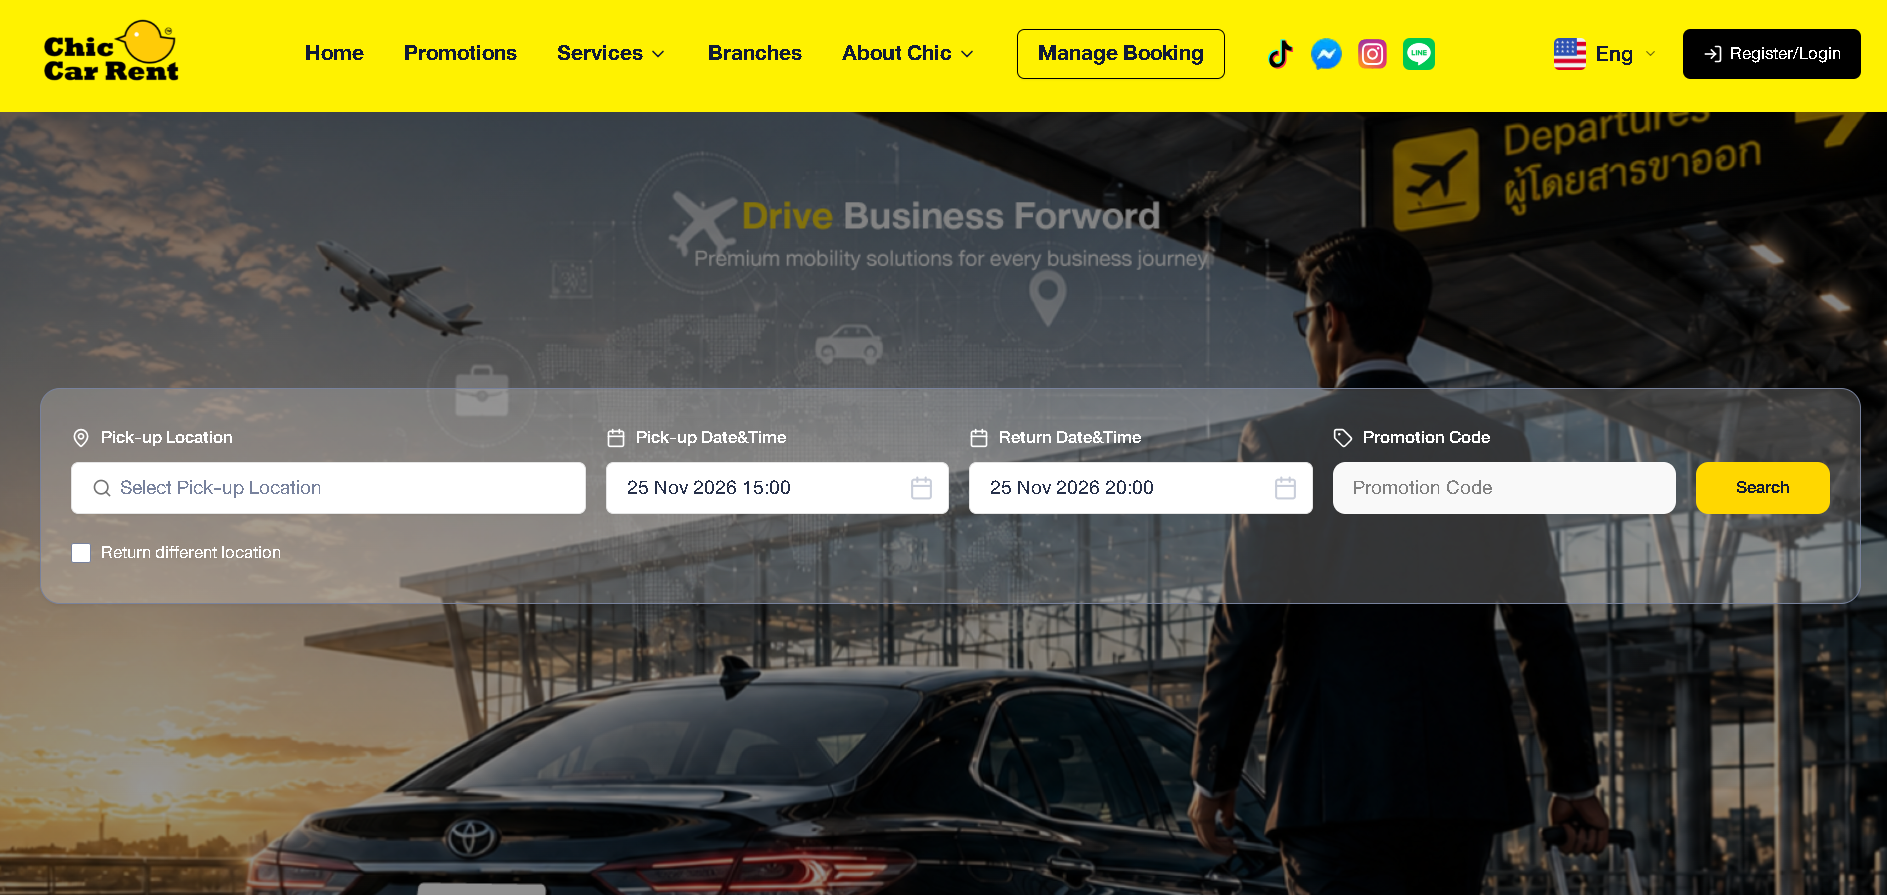 Chic
Car Rent
Home
Promotions
Services
Branches
About Chic
Manage Booking
LINE
Eng
Register/Login
Departures
ผู้โดยสารขาออก
Drive Business Forward
Premium mobility solutions for every business journey
Pick-up Location
Pick-up Date&Time
Return Date&Time
Promotion Code
Select Pick-up Location
25 Nov 2026 15:00
25 Nov 2026 20:00
Promotion Code
Search
Return different location